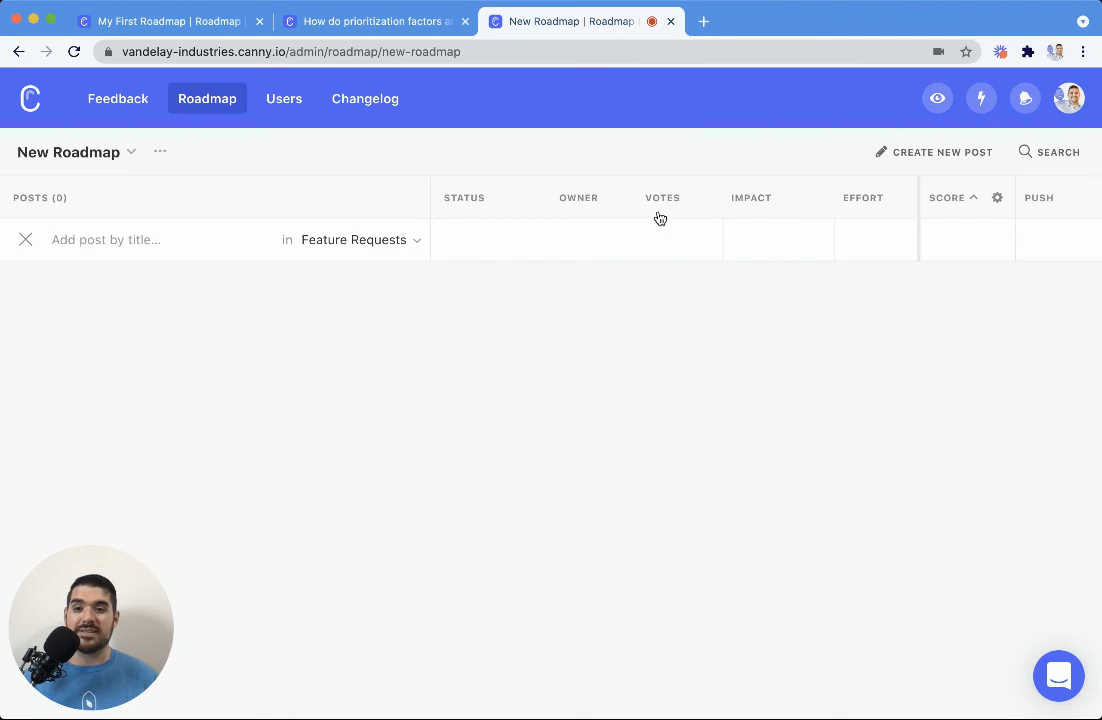 My First Roadmap | Roadmap
How do prioritization factors a
New Roadmap | Roadmap
vandelay-industries.canny.io/admin/roadmap/new-roadmap
Feedback
Roadmap
Users
Changelog
New Roadmap
CREATE NEW POST
SEARCH
POSTS (0)
STATUS
OWNER
VOTES
IMPACT
EFFORT
SCORE
PUSH
Add post by title...
in Feature Requests